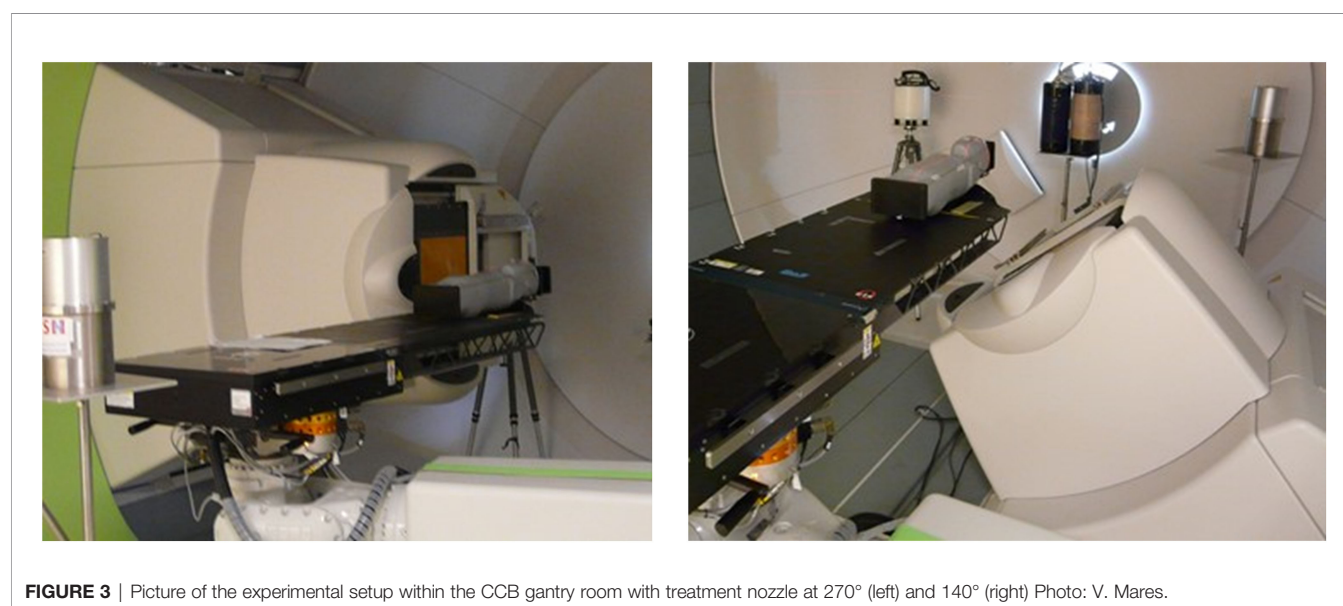 SN
FIGURE 3 | Picture of the experimental setup within the CCB gantry room with treatment nozzle at 270° (left) and 140° (right) Photo: V. Mares.